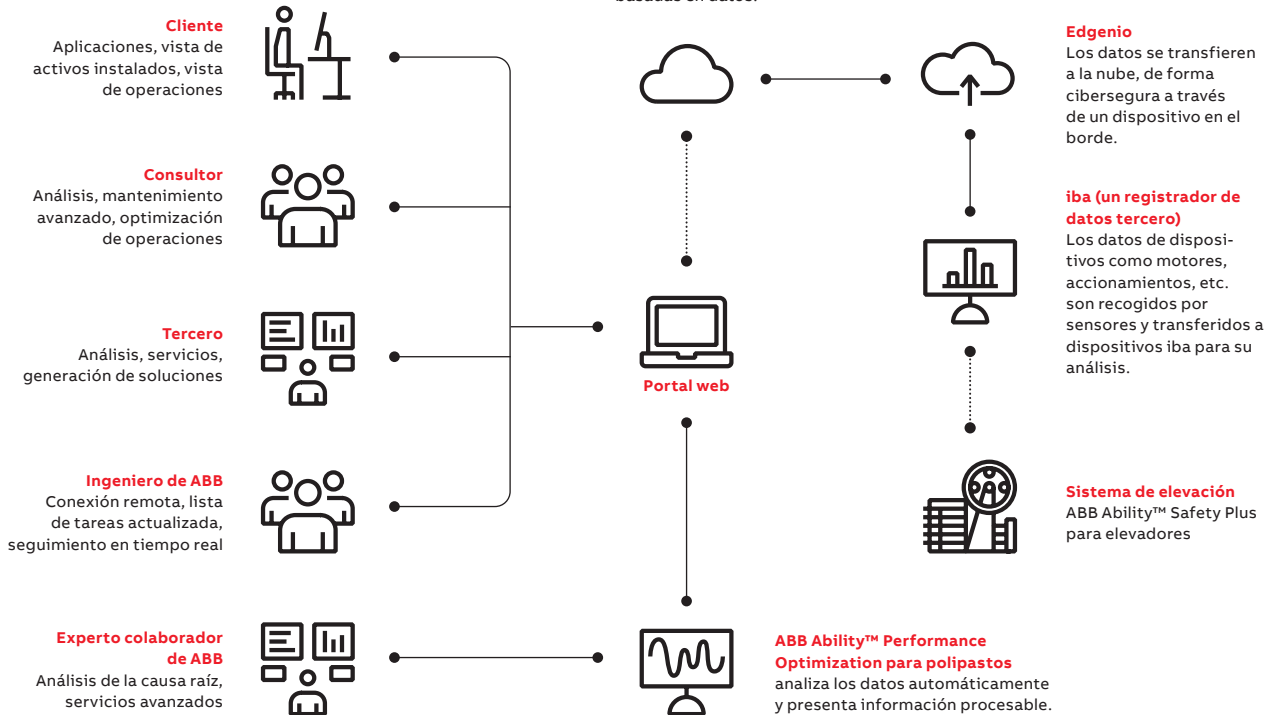 basadas en datos.
Cliente
Aplicaciones, vista de
activos instalados, vista
de operaciones
Consultor
Análisis, mantenimiento
avanzado, optimización
de operaciones
Tercero
Análisis, servicios,
generación de soluciones
Ingeniero de ABB
Conexión remota, lista
de tareas actualizada,
seguimiento en tiempo real
Experto colaborador
de ABB
Análisis de la causa raíz,
servicios avanzados
Portal web
ABB Ability™ Performance
Optimization para polipastos
analiza los datos automáticamente
y presenta información procesable.
Edgenio
Los datos se transfieren
a la nube, de forma
cibersegura a través
de un dispositivo en el
borde.
iba (un registrador de
datos tercero)
Los datos de disposi-
tivos como motores,
accionamientos, etc.
son recogidos por
sensores y transferidos a
dispositivos iba para su
análisis.
Sistema de elevación
ABB Ability™ Safety Plus
para elevadores